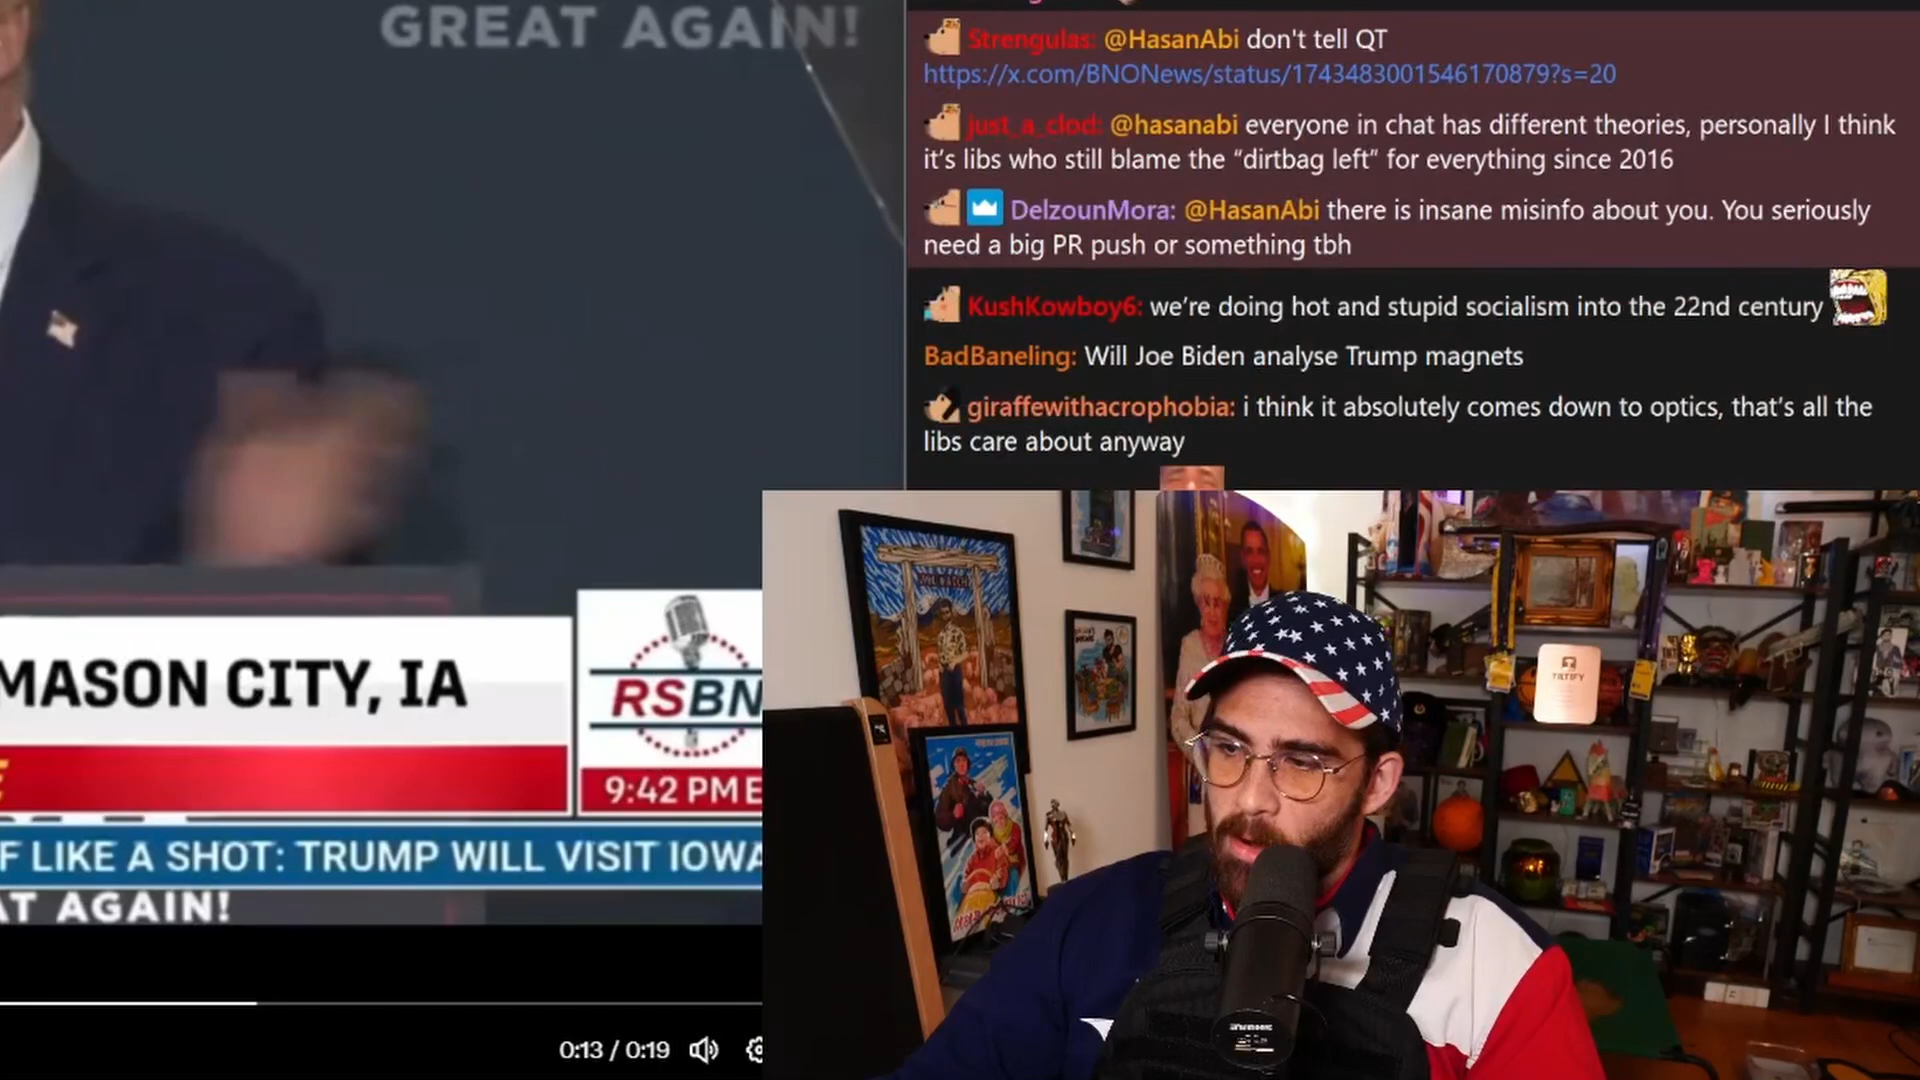 GREAT AGAIN!
Strengulas: @HasanAbi don't tell QT
https://x.com/BNONews/status/1743483001546170879?s=20
just_a_clod: @hasanabi everyone in chat has different theories, personally I think
it’s libs who still blame the “dirtbag left” for everything since 2016
DelzounMora: @HasanAbi there is insane misinfo about you. You seriously
need a big PR push or something tbh
KushKowboy6: we’re doing hot and stupid socialism into the 22nd century
BadBaneling: Will Joe Biden analyse Trump magnets
giraffewithacrophobia: i think it absolutely comes down to optics, that’s all the
libs care about anyway
MASON CITY, IA
RSBN
9:42 PM E
F LIKE A SHOT: TRUMP WILL VISIT IOWA
AT AGAIN!
0:13 / 0:19
TILTIFY